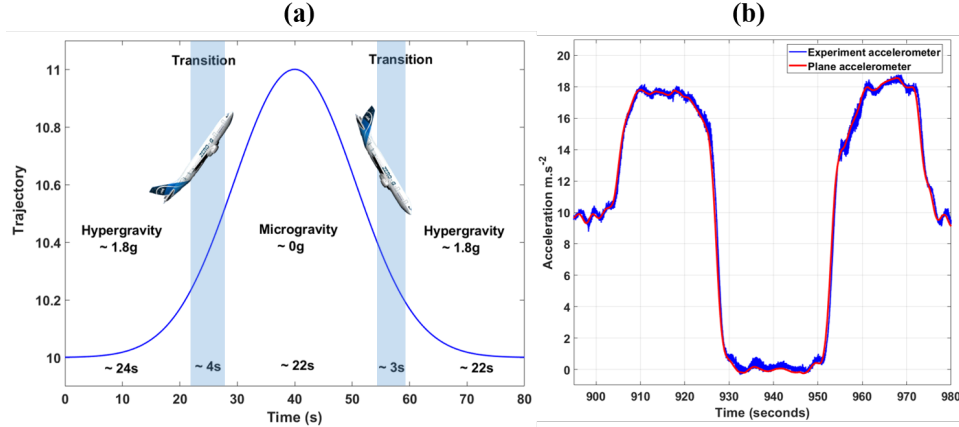 (a)
Transition
Transition
Hypergravity
~ 1.8g
Microgravity
~ 0g
Hypergravity
~ 1.8g
~ 24s
~ 4s
~ 22s
~ 3s
~ 22s
Trajectory
11
10.8
10.6
10.4
10.2
10
0
10
20
30
40
50
60
70
80
Time (s)
(b)
Experiment accelerometer
Plane accelerometer
Acceleration m.s-2
20
18
16
14
12
10
8
6
4
2
0
900
910
920
930
940
950
960
970
980
Time (seconds)